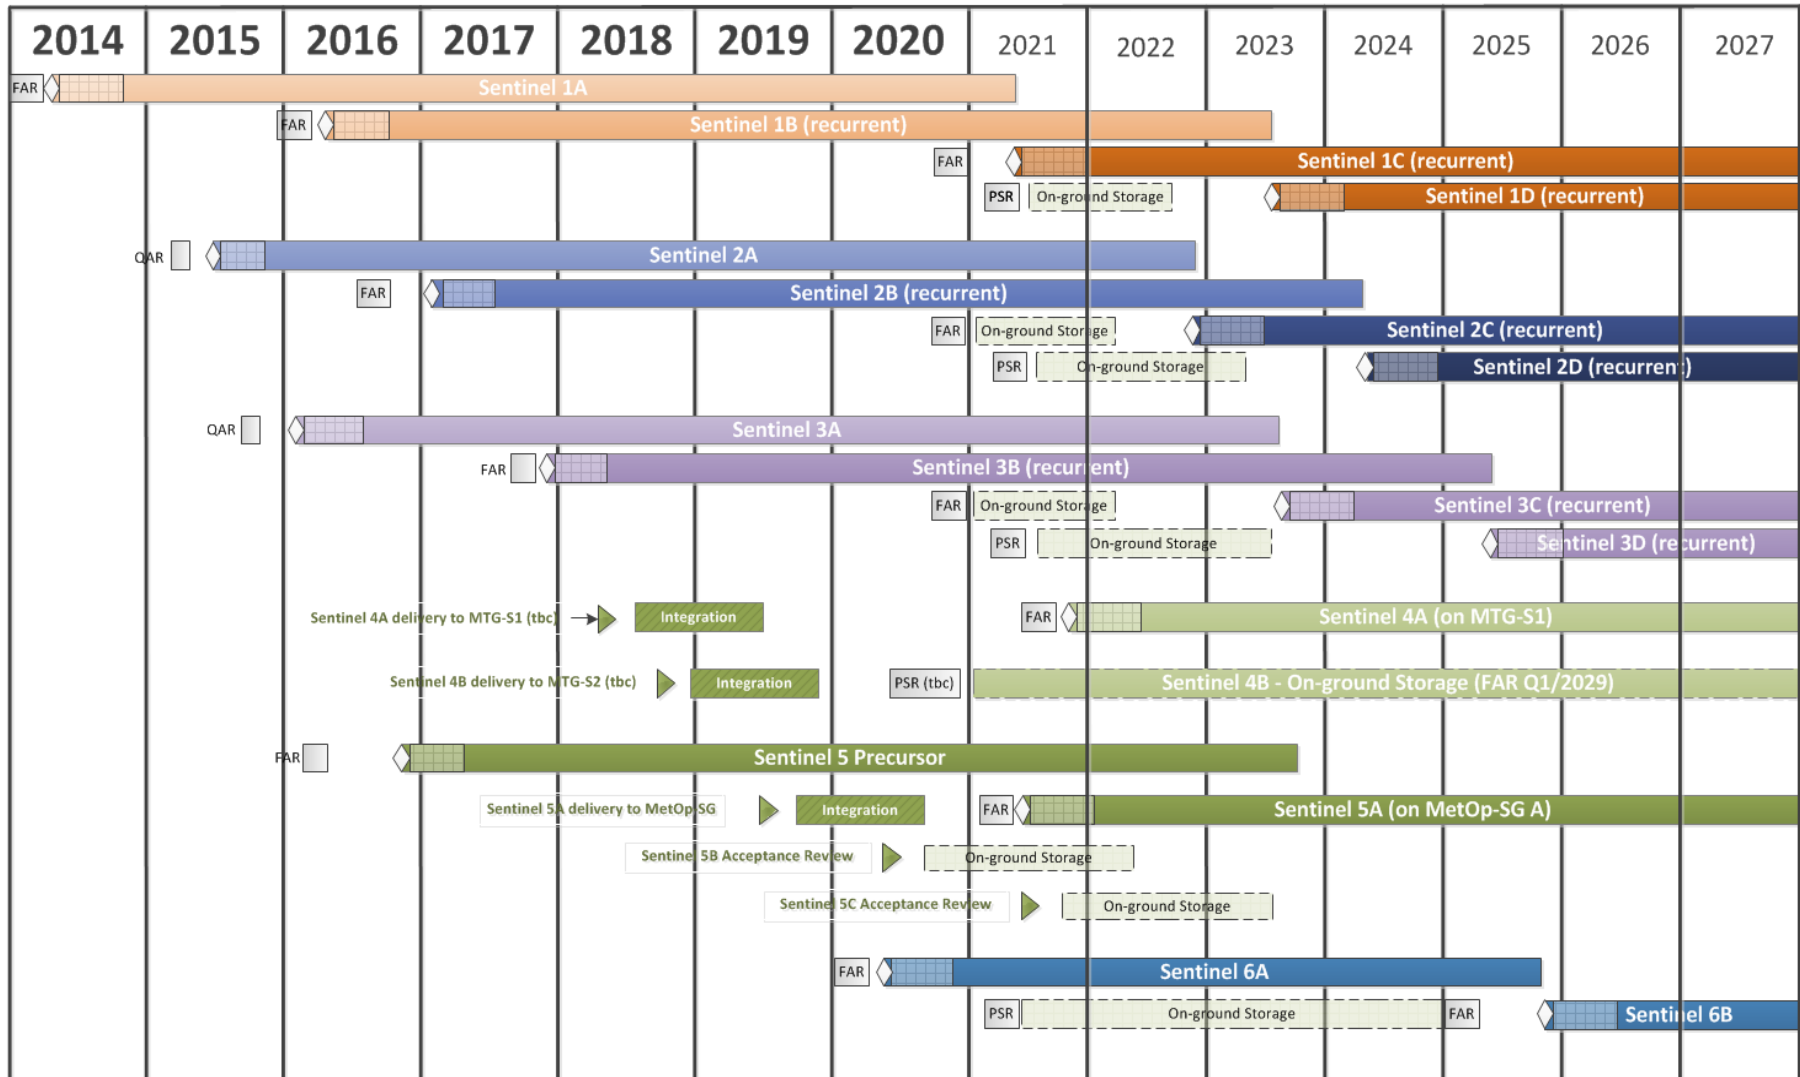 2014 2015 2016 2017 2018 2019 2020 2021 2022 2023 2024 2025 2026 2027
FAR Sentinel 1A
FAR Sentinel 1B (recurrent)
FAR Sentinel 1C (recurrent)
PSR On-ground Storage Sentinel 1D (recurrent)
QAR Sentinel 2A
FAR Sentinel 2B (recurrent)
FAR On-ground Storage Sentinel 2C (recurrent)
PSR On-ground Storage Sentinel 2D (recurrent)
QAR Sentinel 3A
FAR Sentinel 3B (recurrent)
FAR On-ground Storage Sentinel 3C (recurrent)
PSR On-ground Storage Sentinel 3D (recurrent)
Sentinel 4A delivery to MTG-S1 (tbc) Integration FAR Sentinel 4A (on MTG-S1)
Sentinel 4B delivery to MTG-S2 (tbc) Integration PSR (tbc) Sentinel 4B - On-ground Storage (FAR Q1/2029)
FAR Sentinel 5 Precursor
Sentinel 5A delivery to MetOp-SG Integration FAR Sentinel 5A (on MetOp-SG A)
Sentinel 5B Acceptance Review On-ground Storage
Sentinel 5C Acceptance Review On-ground Storage
FAR Sentinel 6A
PSR On-ground Storage FAR Sentinel 6B